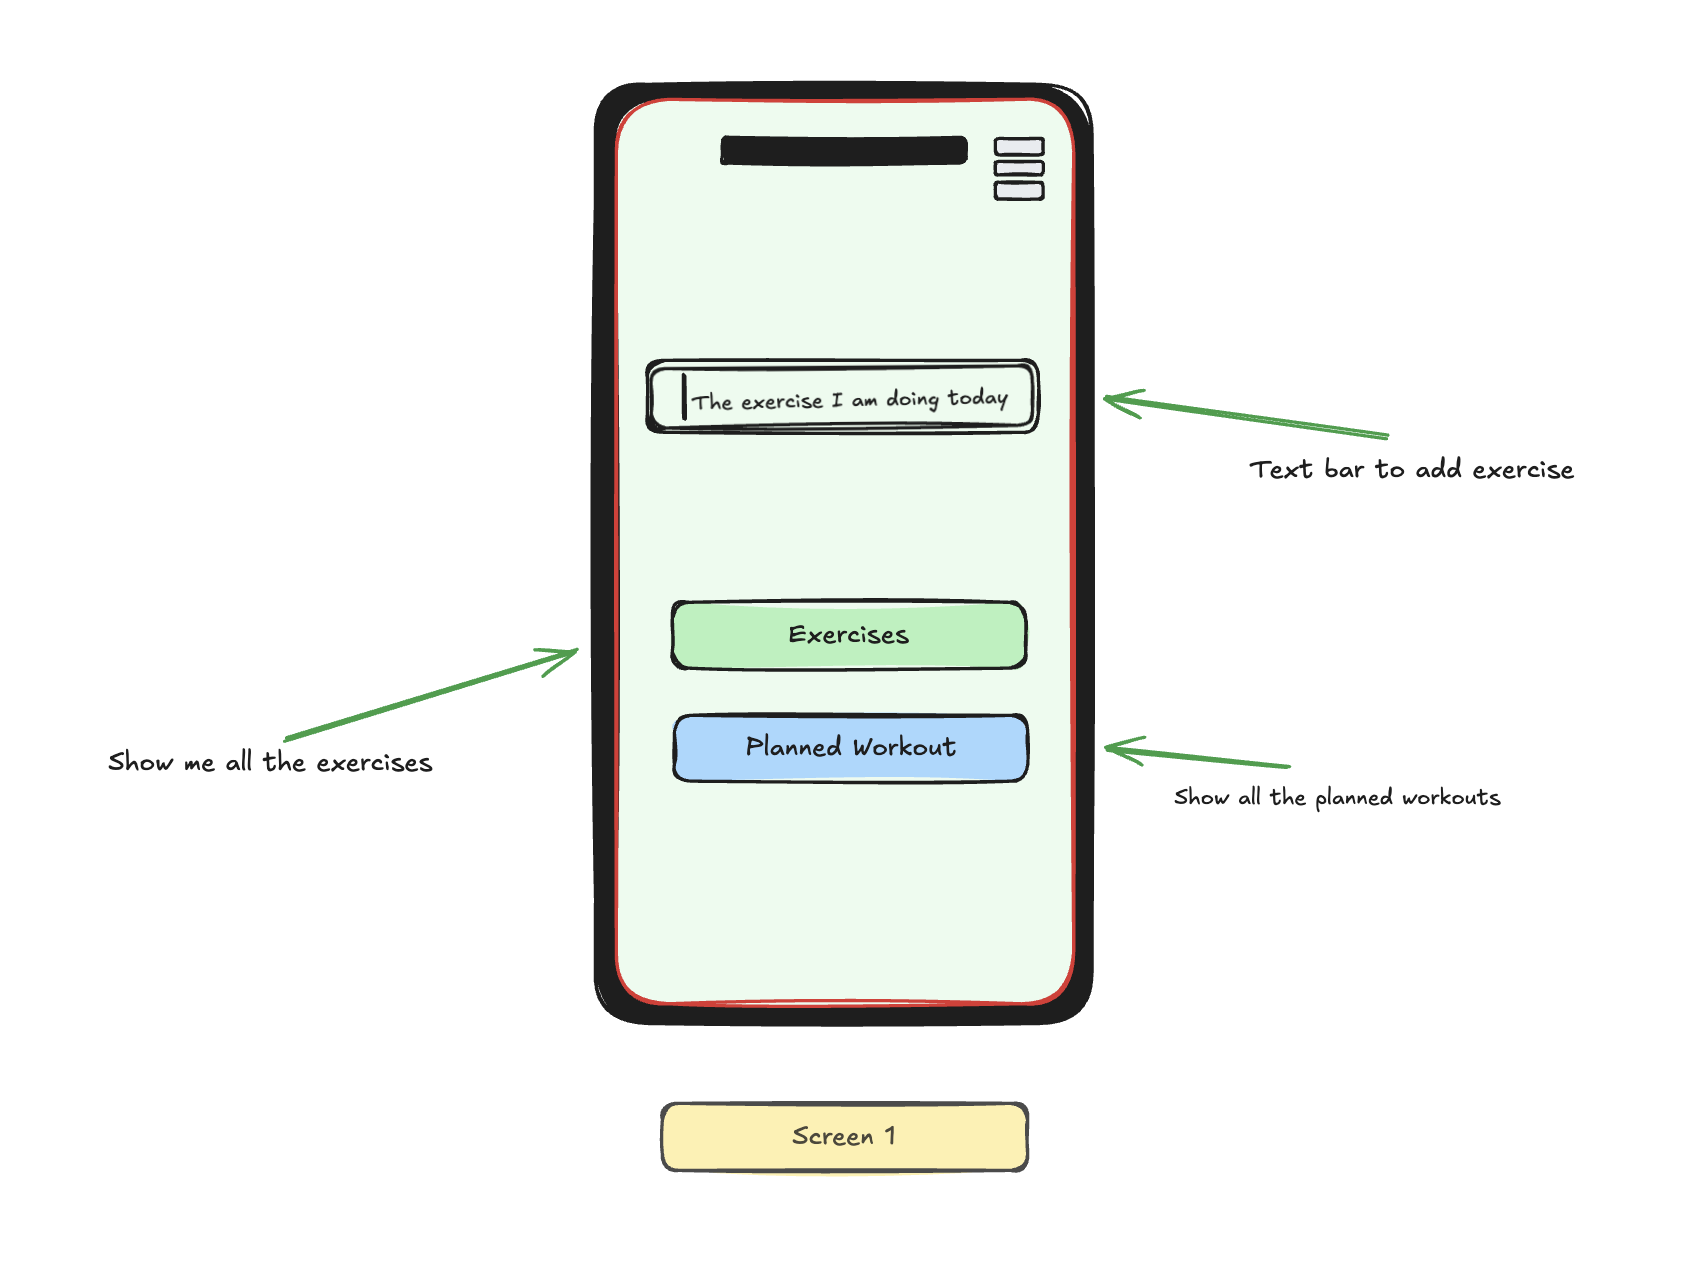 The exercise I am doing today
Text bar to add exercise
Exercises
Planned Workout
Show me all the exercises
Show all the planned workouts
Screen 1